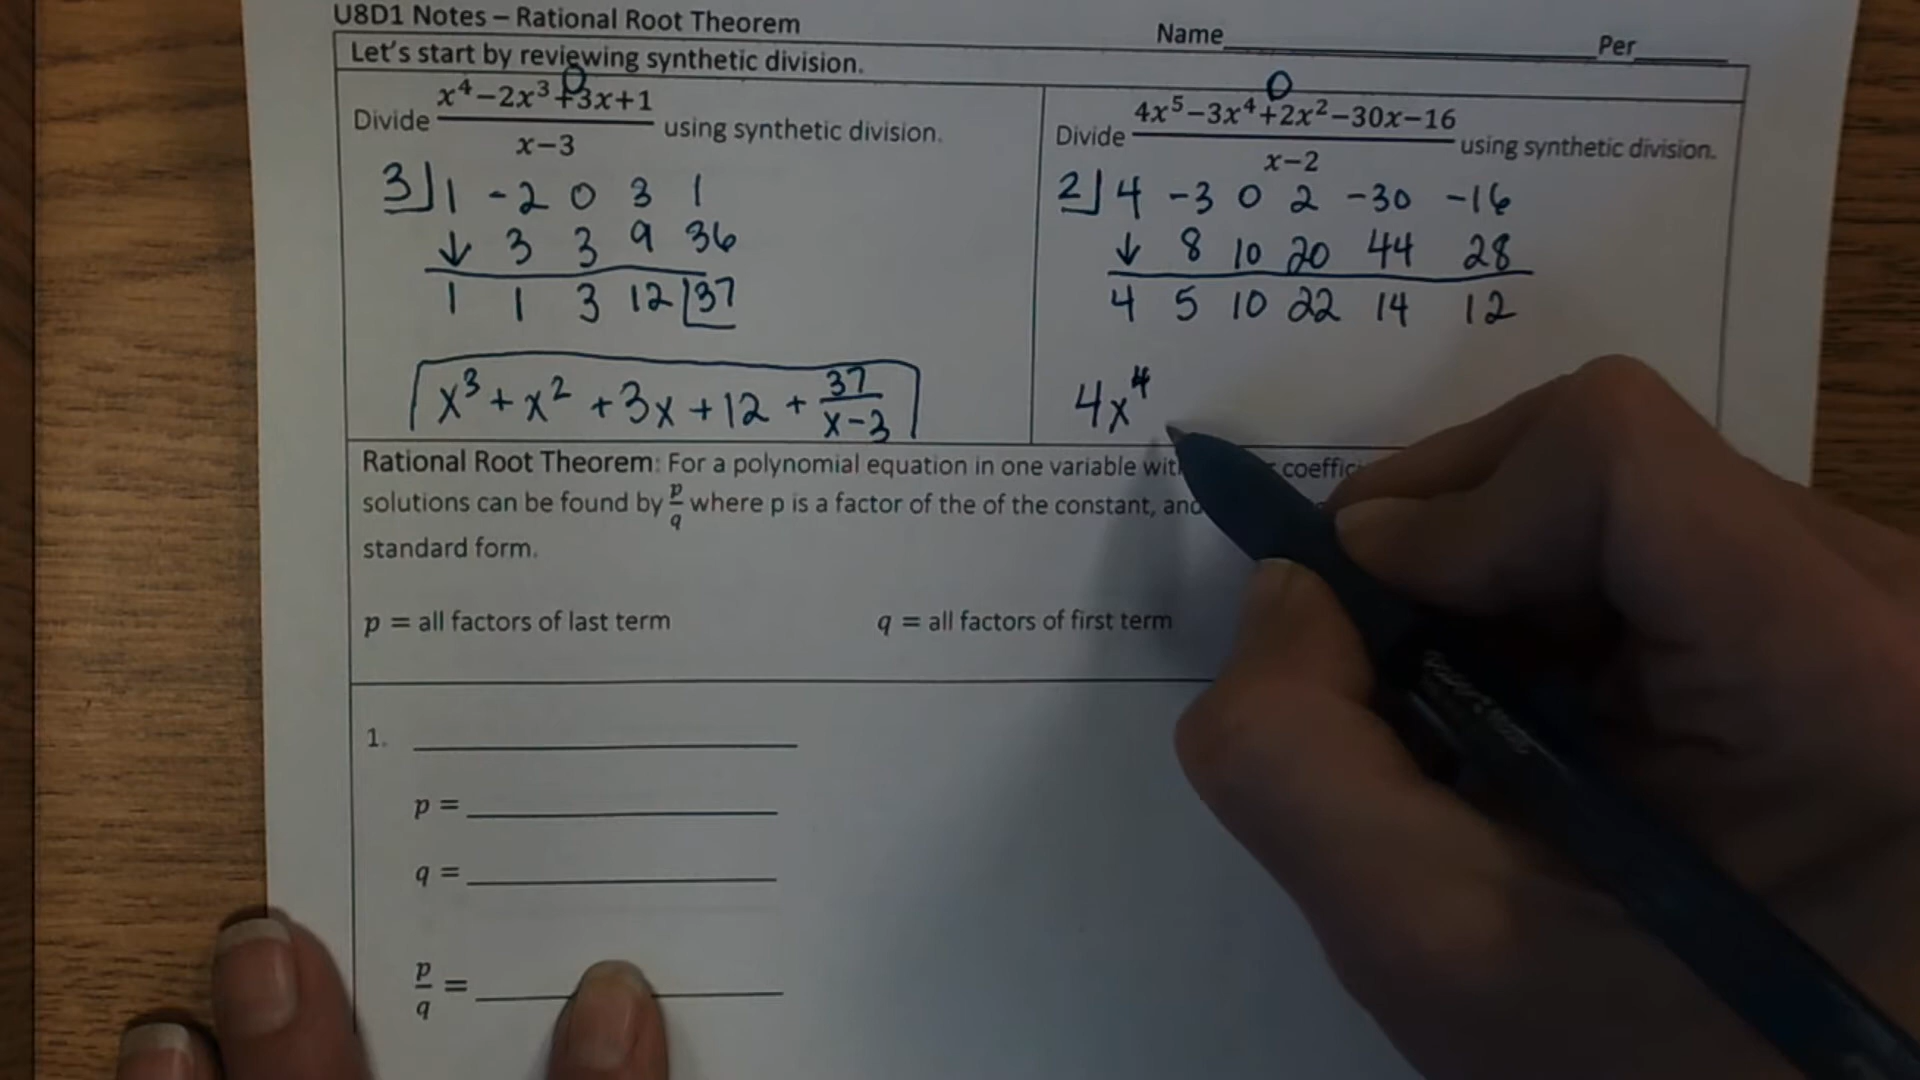 U8D1 Notes – Rational Root Theorem
Name Per
Let's start by reviewing synthetic division.
0
Divide x⁴−2x³+3x+1 / x−3 using synthetic division.
3 1 -2 0 3 1
↓ 3 3 9 36
1 1 3 12 37
x³ + x² + 3x + 12 + 37/x-3
0
Divide 4x⁵−3x⁴+2x²−30x−16 / x−2 using synthetic division.
2 4 -3 0 2 -30 -16
↓ 8 10 20 44 28
4 5 10 22 14 12
4x⁴
Rational Root Theorem: For a polynomial equation in one variable
solutions can be found by p/q where p is a factor of the of the constant, and
standard form.
p = all factors of last term q = all factors of first term
1.
p =
q =
p/q =